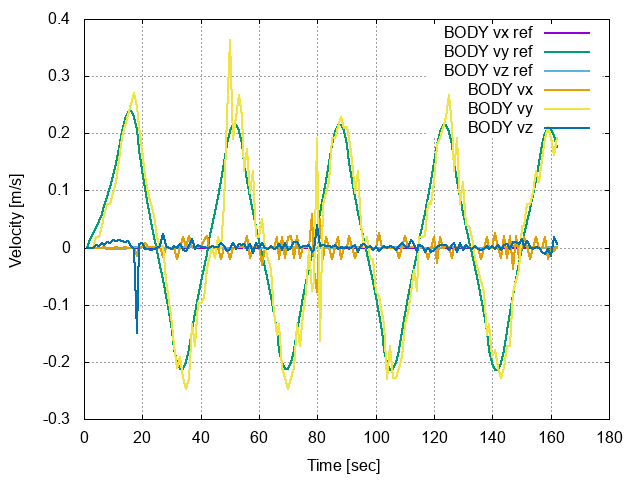 0.4
0.3
0.2
0.1
0
-0.1
-0.2
-0.3
Velocity [m/s]
BODY vx ref
BODY vy ref
BODY vz ref
BODY vx
BODY vy
BODY vz
0 20 40 60 80 100 120 140 160 180
Time [sec]